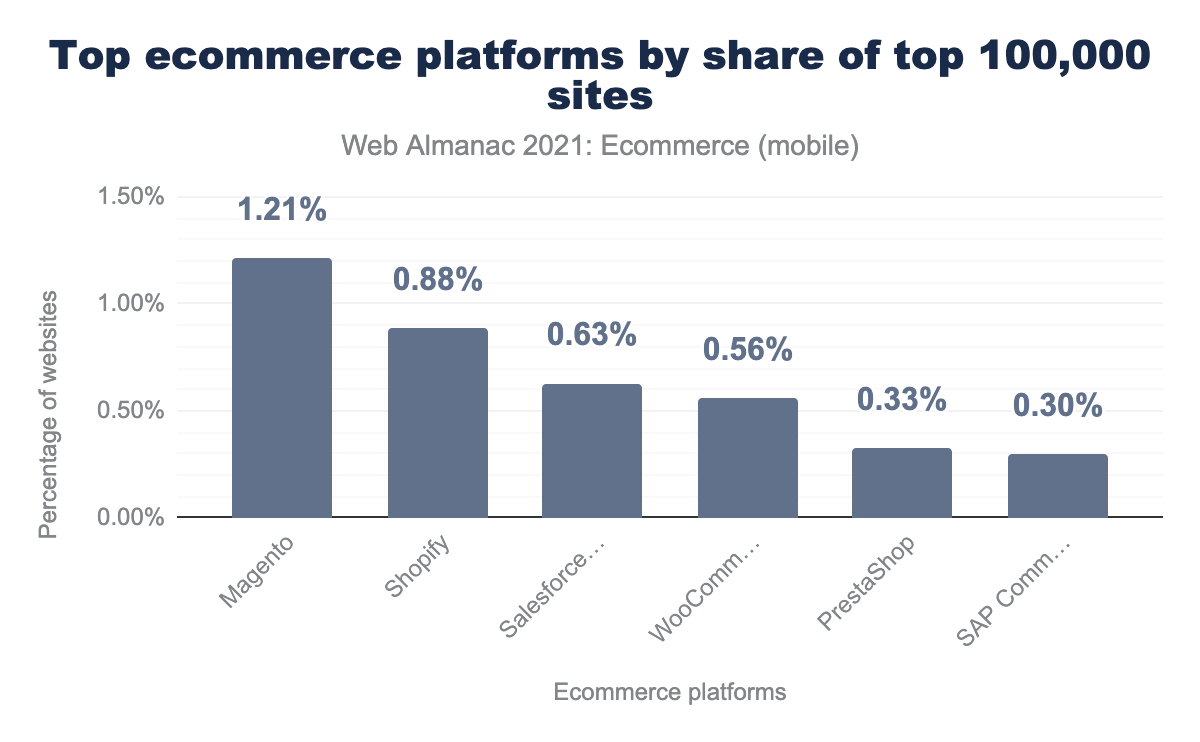 Top ecommerce platforms by share of top 100,000
sites
Web Almanac 2021: Ecommerce (mobile)
Percentage of websites
1.50%
1.00%
0.50%
0.00%
1.21%
0.88%
0.63%
0.56%
0.33%
0.30%
Magento
Shopify
Salesforce…
WooComm…
PrestaShop
SAP Comm…
Ecommerce platforms